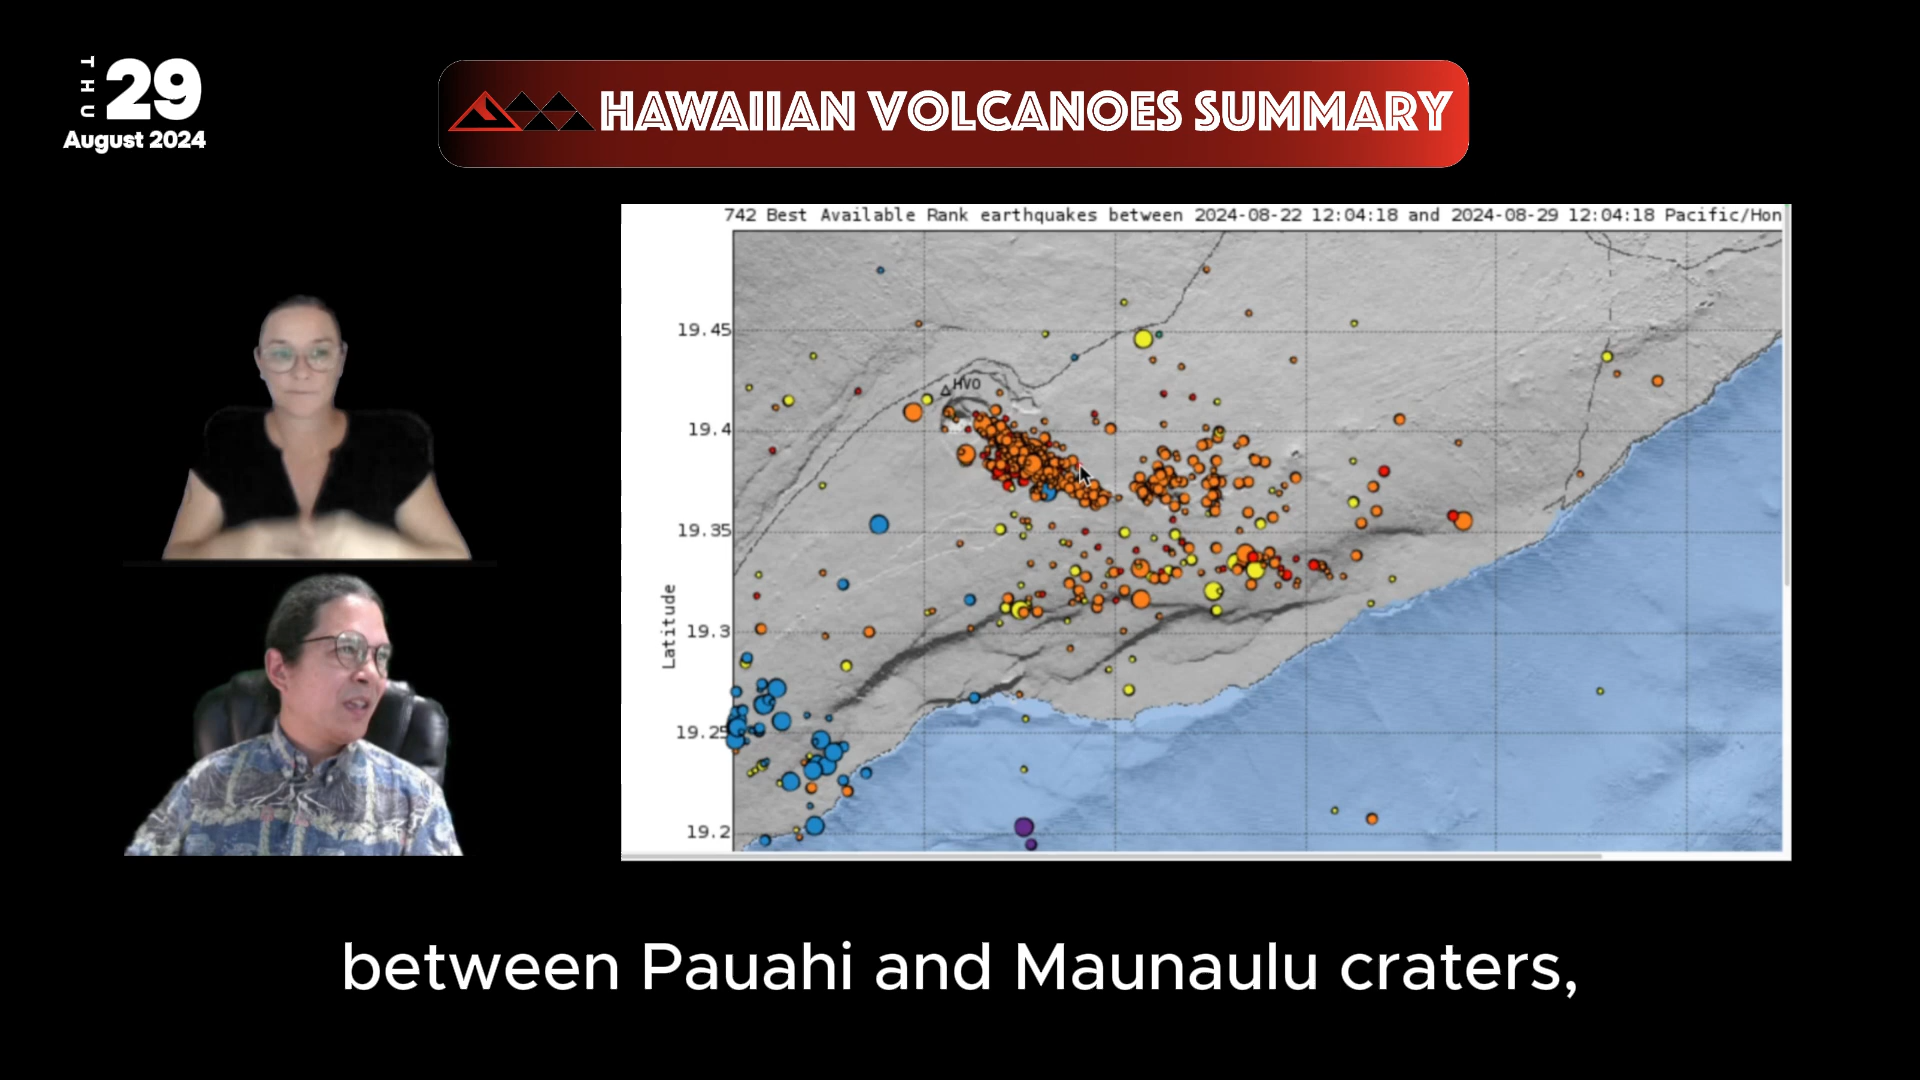 THU
29
August 2024
HAWAIIAN VOLCANOES SUMMARY
742 Best Available Rank earthquakes between 2024-08-22 12:04:18 and 2024-08-29 12:04:18 Pacific/Hon
19.45
HVO
19.4
19.35
Latitude
19.3
19.25
19.2
between Pauahi and Maunaulu craters,